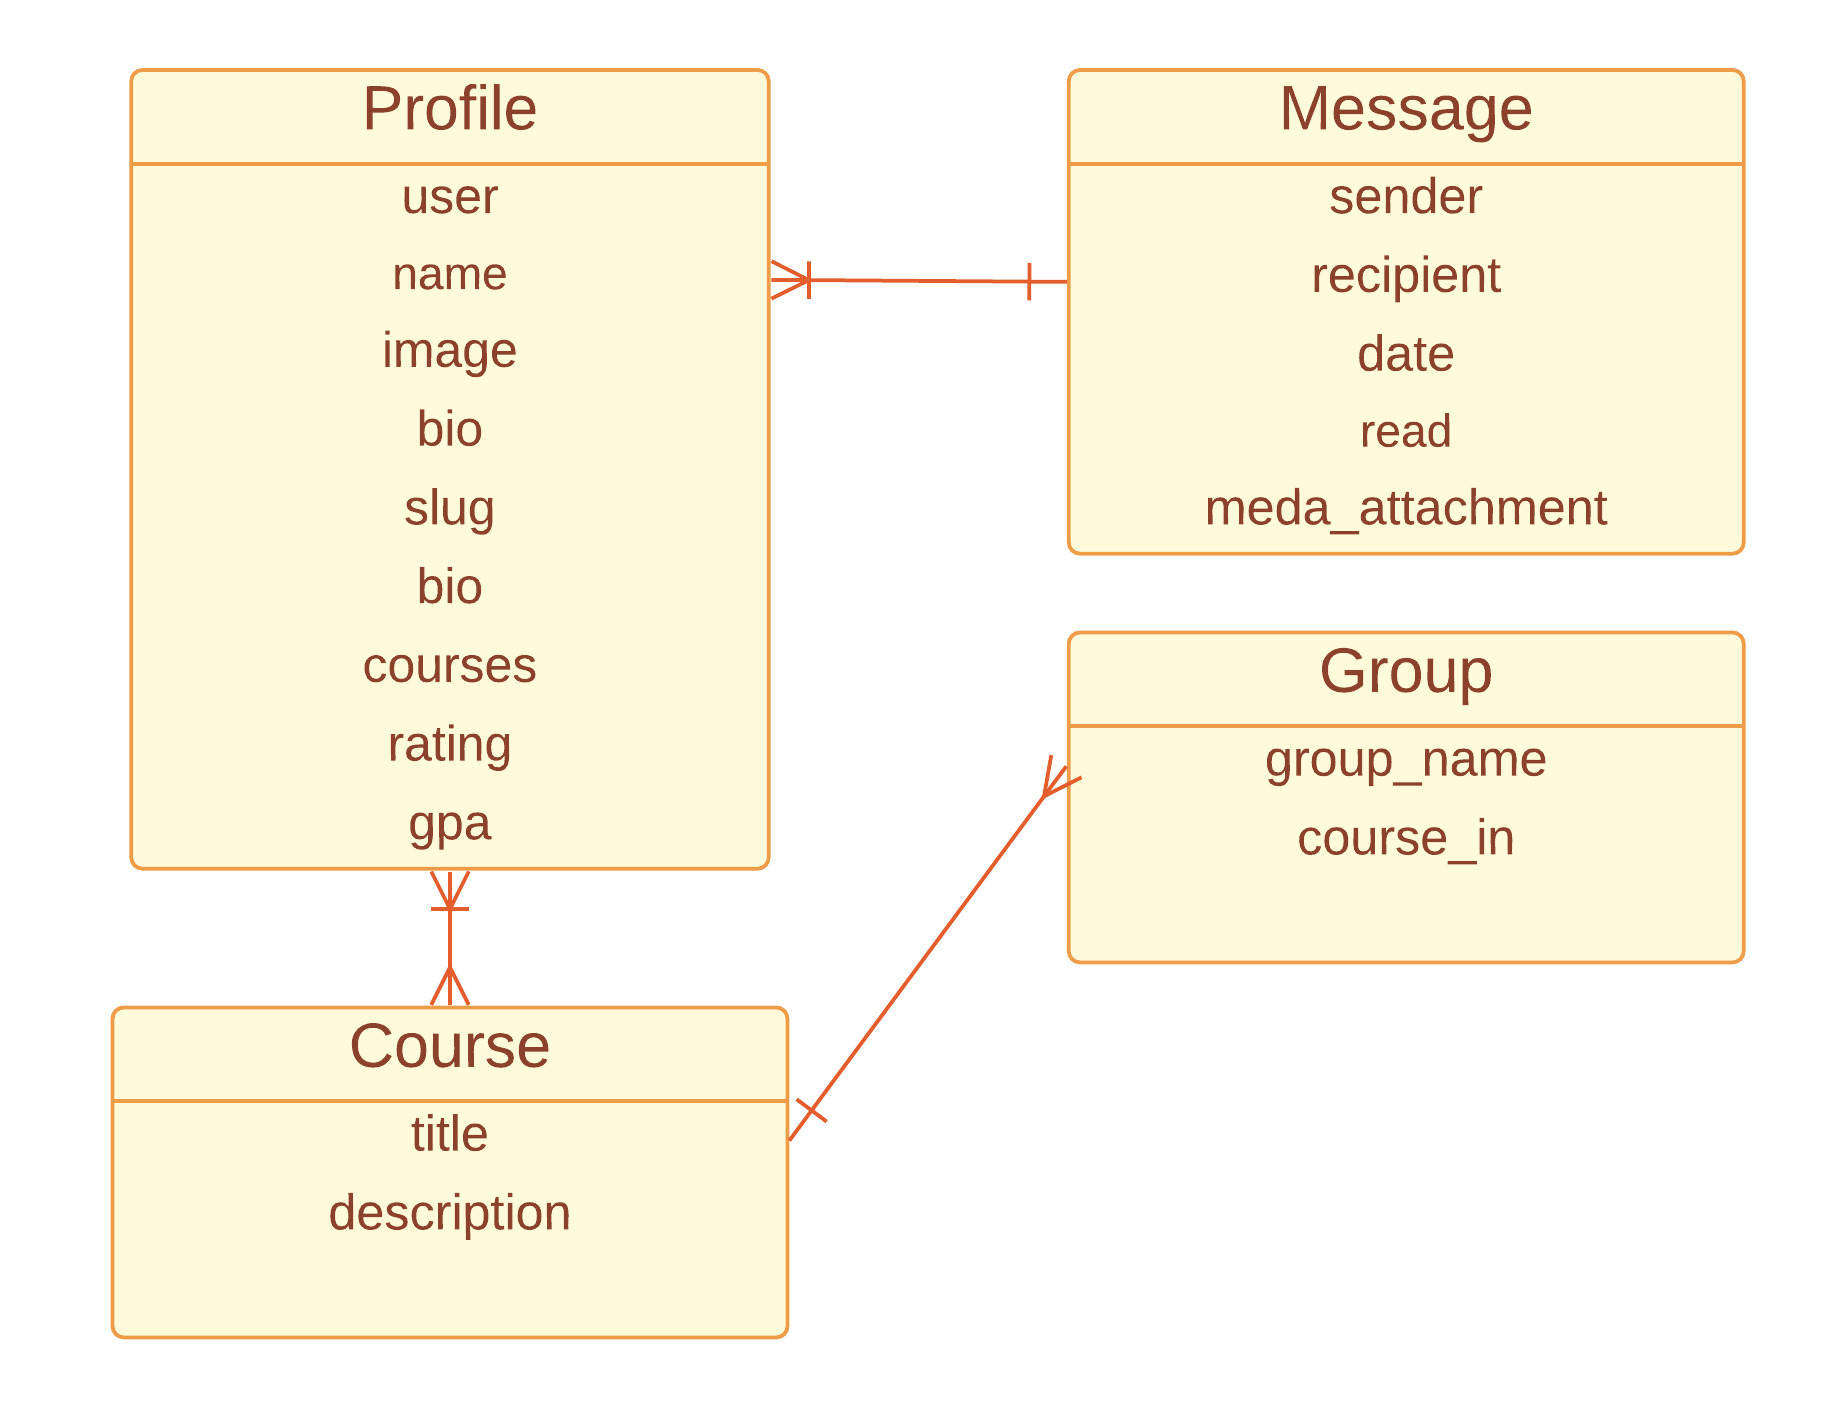 Profile
user
name
image
bio
slug
bio
courses
rating
gpa
Message
sender
recipient
date
read
meda_attachment
Group
group_name
course_in
Course
title
description